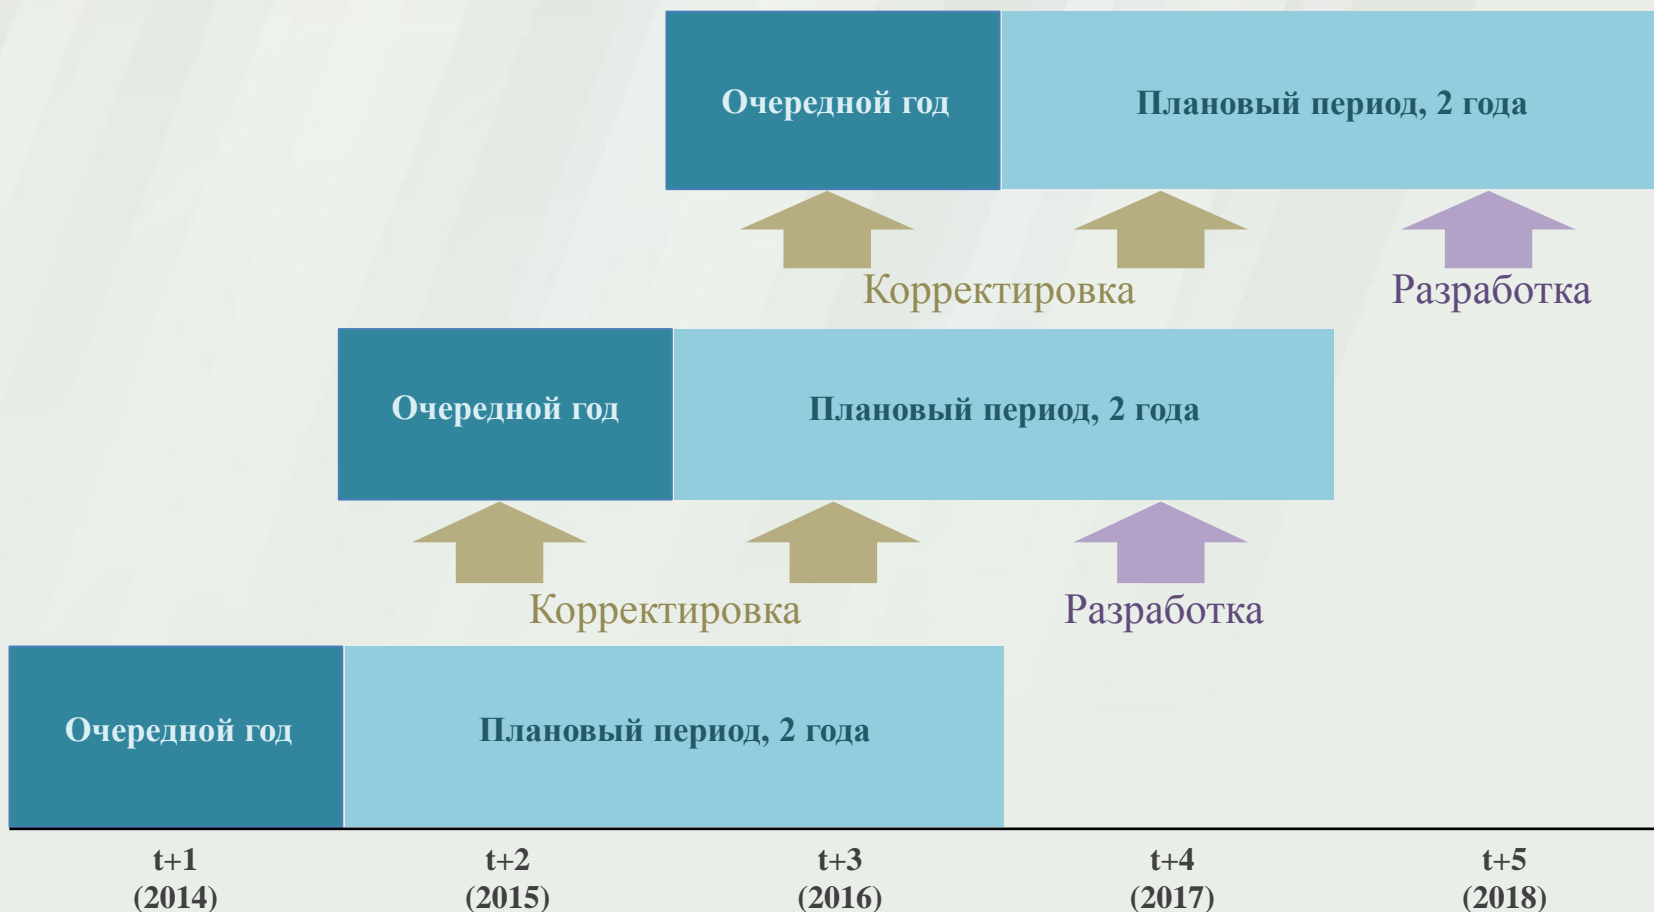 Очередной год
Плановый период, 2 года
Корректировка
Разработка
Очередной год
Плановый период, 2 года
Корректировка
Разработка
Очередной год
Плановый период, 2 года
t+1
(2014)
t+2
(2015)
t+3
(2016)
t+4
(2017)
t+5
(2018)